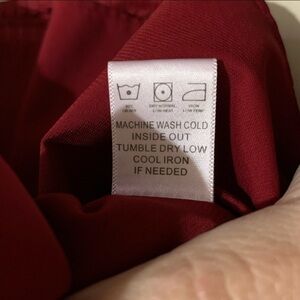 MACHINE WASH COLD
INSIDE OUT
TUMBLE DRY LOW
COOL IRON
IF NEEDED